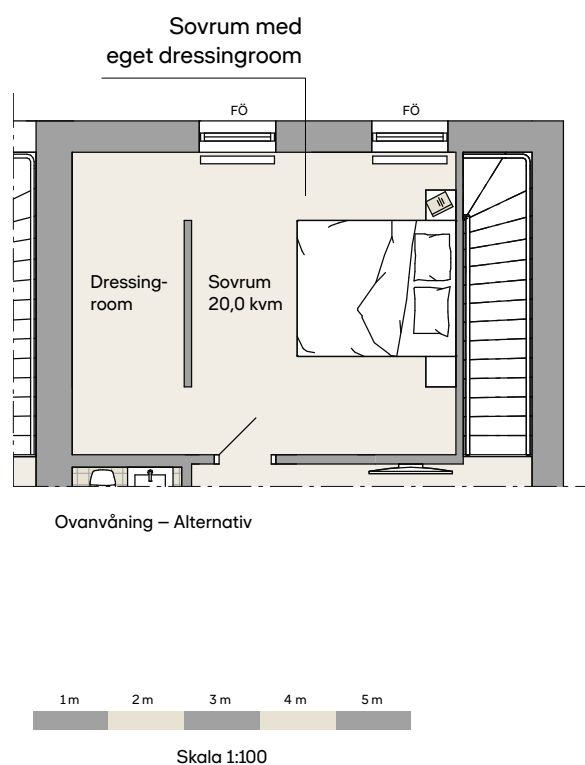 Sovrum med
eget dressingroom
FÖ
FÖ
Dressing-
room
Sovrum
20,0 kvm
Ovanvåning – Alternativ
1 m
2 m
3 m
4 m
5 m
Skala 1:100